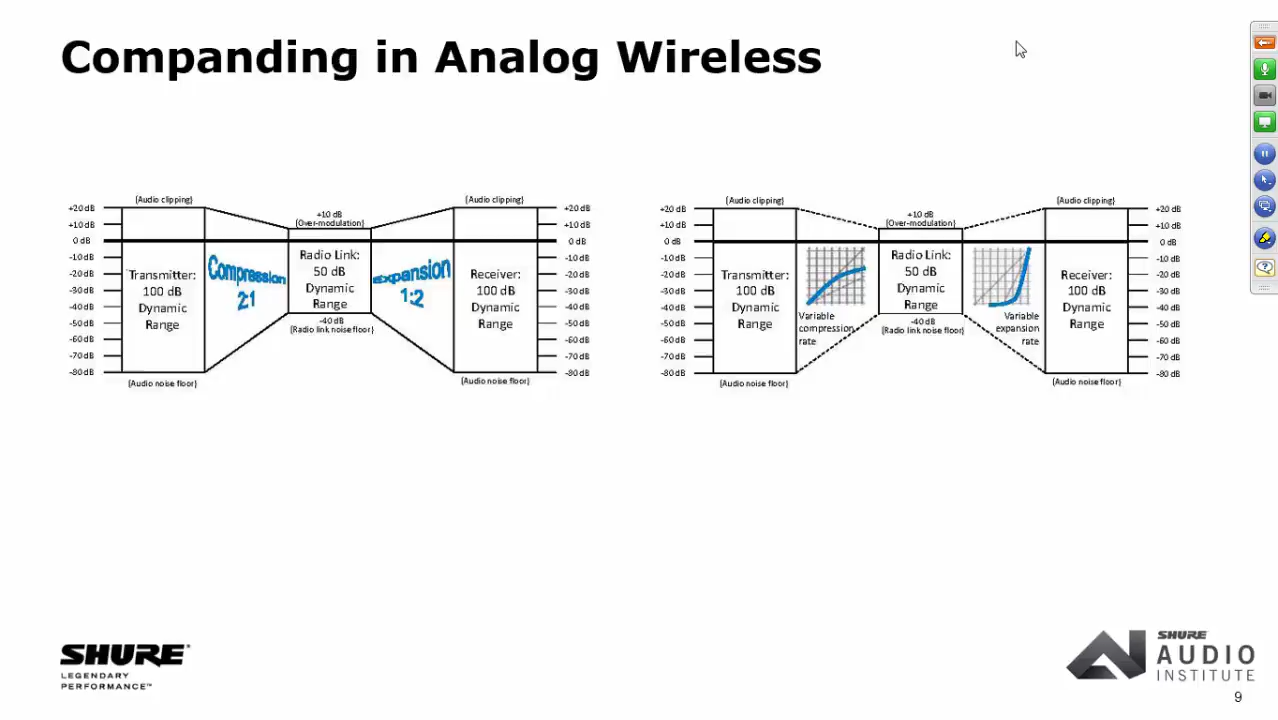 Companding in Analog Wireless
(Audio clipping)
+20 dB
+10 dB
0 dB
-10 dB
-20 dB
-30 dB
-40 dB
-50 dB
-60 dB
-70 dB
-80 dB
Transmitter:
100 dB
Dynamic
Range
(Audio noise floor)
Compression
2:1
+10 dB
(Over-modulation)
Radio Link:
50 dB
Dynamic
Range
-40 dB
(Radio link noise floor)
expansion
1:2
(Audio clipping)
Receiver:
100 dB
Dynamic
Range
(Audio noise floor)
+20 dB
+10 dB
0 dB
-10 dB
-20 dB
-30 dB
-40 dB
-50 dB
-60 dB
-70 dB
-80 dB
(Audio clipping)
+20 dB
+10 dB
0 dB
-10 dB
-20 dB
-30 dB
-40 dB
-50 dB
-60 dB
-70 dB
-80 dB
Transmitter:
100 dB
Dynamic
Range
(Audio noise floor)
Variable
compression
rate
+10 dB
(Over-modulation)
Radio Link:
50 dB
Dynamic
Range
-40 dB
(Radio link noise floor)
Variable
expansion
rate
(Audio clipping)
Receiver:
100 dB
Dynamic
Range
(Audio noise floor)
+20 dB
+10 dB
0 dB
-10 dB
-20 dB
-30 dB
-40 dB
-50 dB
-60 dB
-70 dB
-80 dB
SHURE®
LEGENDARY
PERFORMANCE™
SHURE
AUDIO
INSTITUTE
9